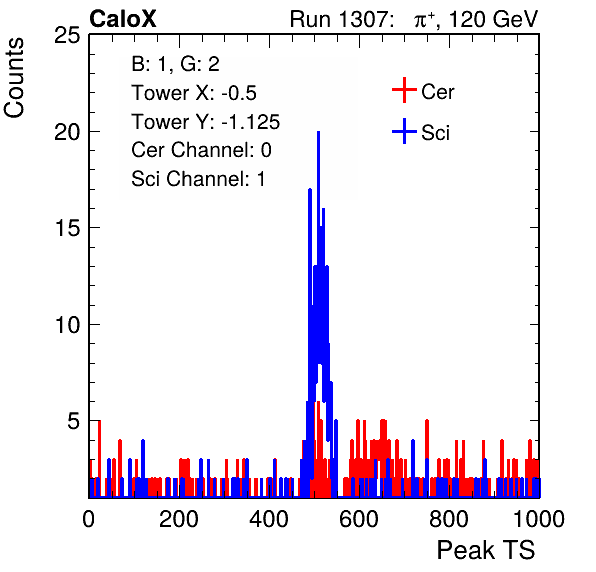 CaloX Run 1307: π⁺, 120 GeV
Counts
25
20
15
10
5
B: 1, G: 2
Tower X: -0.5
Tower Y: -1.125
Cer Channel: 0
Sci Channel: 1
Cer
Sci
0 200 400 600 800 1000
Peak TS